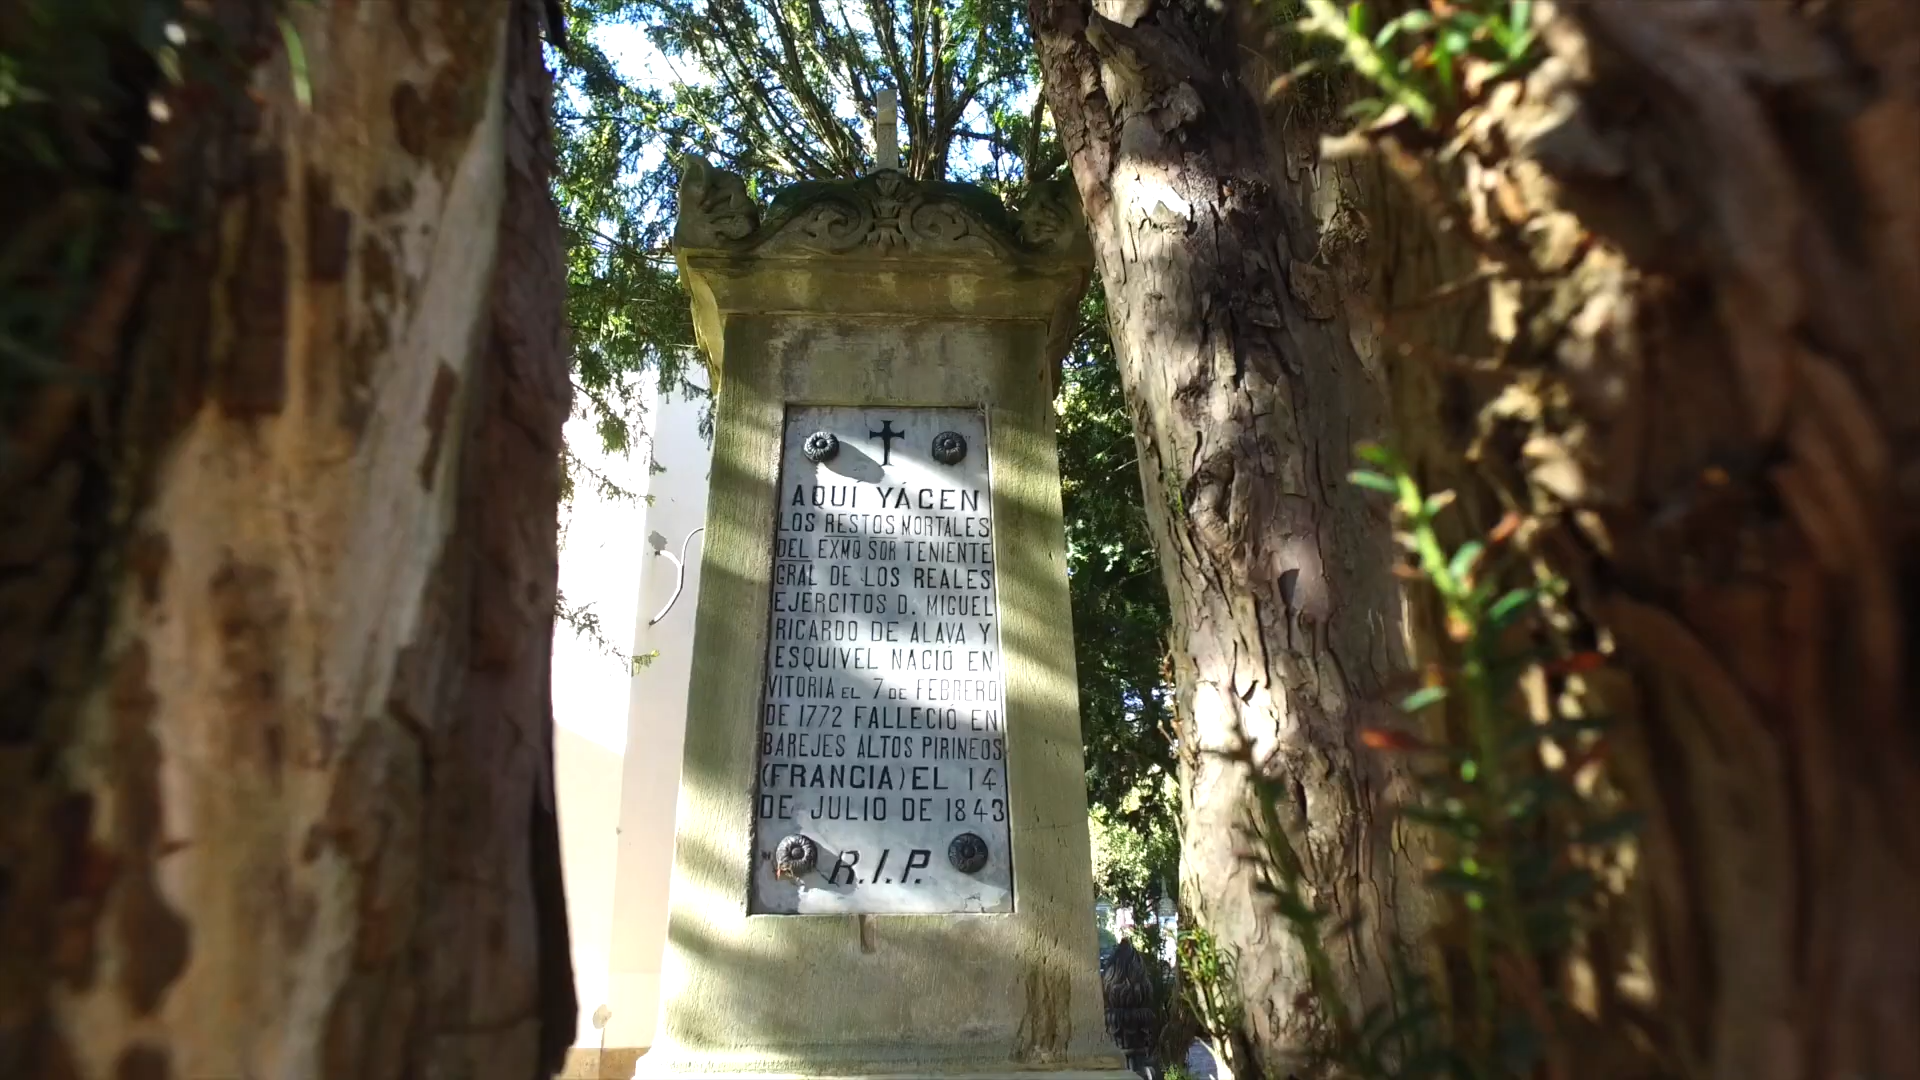 AQUÍ YÁCEN
LOS RESTOS MORTALES
DEL EXMO SOR TENIENTE
GRAL DE LOS REALES
EJERCITOS D. MIGUEL
RICARDO DE ALAVA Y
ESQUIVEL NACIÓ EN
VITORIA EL 7 DE FEBRERO
DE 1772 FALLECIÓ EN
BAREJES ALTOS PIRINEOS
(FRANCIA) EL 14
DE JULIO DE 1843
R.I.P.